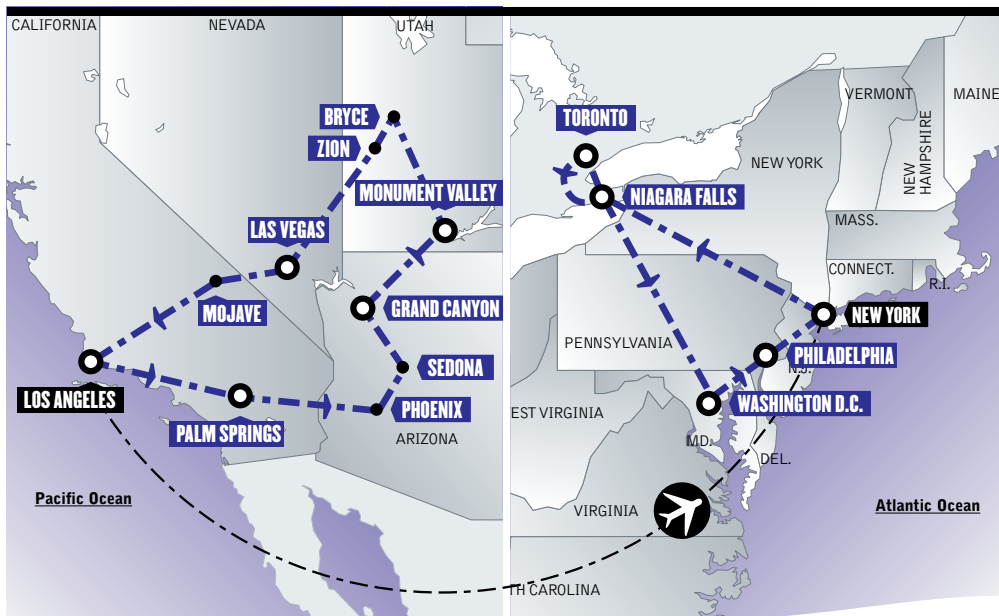 CALIFORNIA
NEVADA
UTAH
BRYCE
ZION
MONUMENT VALLEY
LAS VEGAS
MOJAVE
GRAND CANYON
SEDONA
LOS ANGELES
PHOENIX
PALM SPRINGS
ARIZONA
Pacific Ocean
VERMONT
MAINE
TORONTO
NEW YORK
NEW
HAMPSHIRE
NIAGARA FALLS
MASS.
CONNECT.
R.I.
NEW YORK
PENNSYLVANIA
PHILADELPHIA
N.J.
WASHINGTON D.C.
EST VIRGINIA
MD.
DEL.
VIRGINIA
Atlantic Ocean
TH CAROLINA